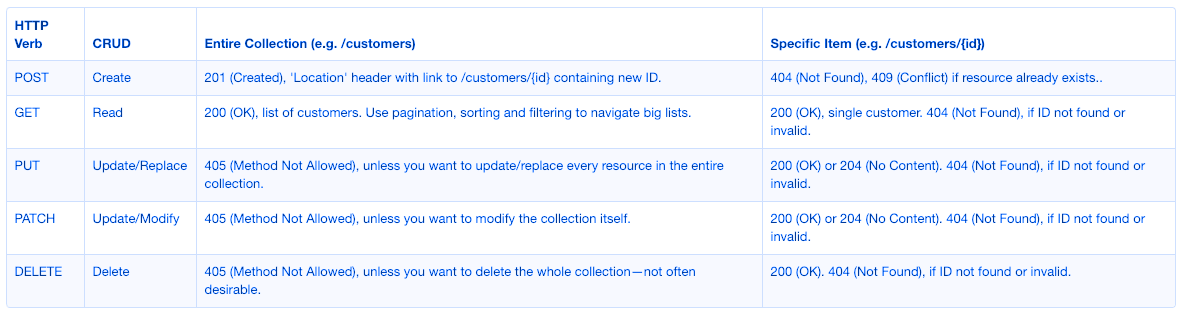 HTTP
Verb
CRUD
Entire Collection (e.g. /customers)
Specific Item (e.g. /customers/{id})
POST
Create
201 (Created), 'Location' header with link to /customers/{id} containing new ID.
404 (Not Found), 409 (Conflict) if resource already exists..
GET
Read
200 (OK), list of customers. Use pagination, sorting and filtering to navigate big lists.
200 (OK), single customer. 404 (Not Found), if ID not found or
invalid.
PUT
Update/Replace
405 (Method Not Allowed), unless you want to update/replace every resource in the entire
collection.
200 (OK) or 204 (No Content). 404 (Not Found), if ID not found or
invalid.
PATCH
Update/Modify
405 (Method Not Allowed), unless you want to modify the collection itself.
200 (OK) or 204 (No Content). 404 (Not Found), if ID not found or
invalid.
DELETE
Delete
405 (Method Not Allowed), unless you want to delete the whole collection—not often
desirable.
200 (OK). 404 (Not Found), if ID not found or invalid.